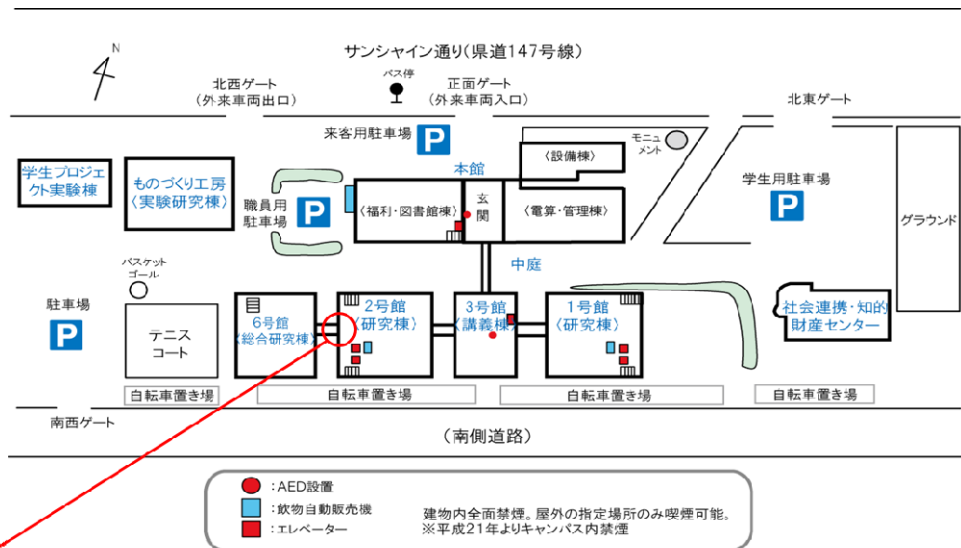 N
サンシャイン通り(県道147号線)
北西ゲート
(外来車両出口)
バス停
正面ゲート
(外来車両入口)
北東ゲート
来客用駐車場
P
モニュ
メント
本館
〈設備棟〉
学生プロジェ
クト実験棟
ものづくり工房
〈実験研究棟〉
職員用
駐車場
P
〈福利・図書館棟〉
玄
関
〈電算・管理棟〉
学生用駐車場
P
グラウンド
中庭
バスケット
ゴール
駐車場
P
テニス
コート
6号館
〈総合研究棟〉
2号館
〈研究棟〉
3号館
〈講義棟〉
1号館
〈研究棟〉
社会連携・知的
財産センター
自転車置き場
自転車置き場
自転車置き場
自転車置き場
南西ゲート
(南側道路)
:AED設置
:飲物自動販売機
:エレベーター
建物内全面禁煙。屋外の指定場所のみ喫煙可能。
※平成21年よりキャンパス内禁煙